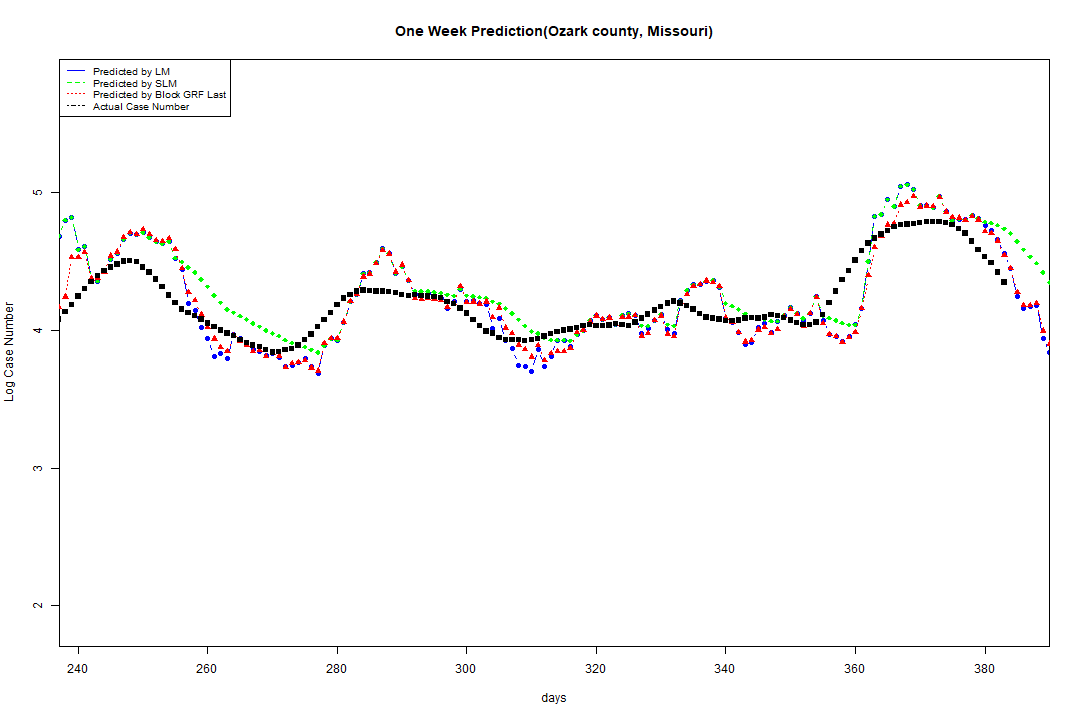 One Week Prediction(Ozark county, Missouri)
Predicted by LM
Predicted by SLM
Predicted by Block GRF Last
Actual Case Number
Log Case Number
5
4
3
2
240 260 280 300 320 340 360 380
days